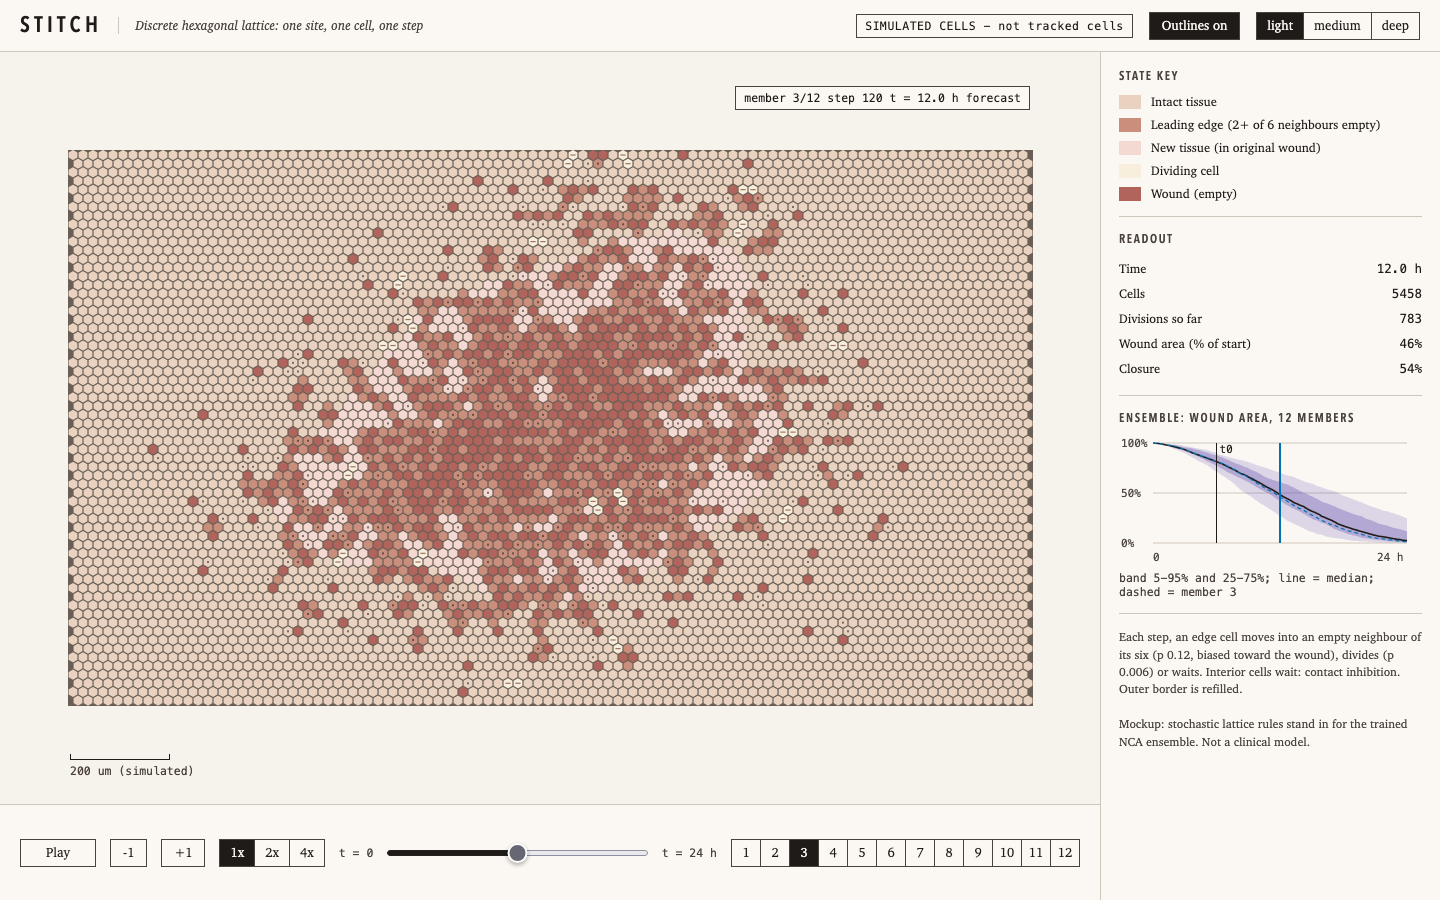 STITCH
Discrete hexagonal lattice: one site, one cell, one step
SIMULATED CELLS – not tracked cells
Outlines on
light
medium
deep
member 3/12 step 120 t = 12.0 h forecast
200 um (simulated)
STATE KEY
Intact tissue
Leading edge (2+ of 6 neighbours empty)
New tissue (in original wound)
Dividing cell
Wound (empty)
READOUT
Time 12.0 h
Cells 5458
Divisions so far 783
Wound area (% of start) 46%
Closure 54%
ENSEMBLE: WOUND AREA, 12 MEMBERS
100%
t0
50%
0%
0
24 h
band 5–95% and 25–75%; line = median;
dashed = member 3
Each step, an edge cell moves into an empty neighbour of
its six (p 0.12, biased toward the wound), divides (p
0.006) or waits. Interior cells wait: contact inhibition.
Outer border is refilled.
Mockup: stochastic lattice rules stand in for the trained
NCA ensemble. Not a clinical model.
Play
-1
+1
1x
2x
4x
t = 0
t = 24 h
1 2 3 4 5 6 7 8 9 10 11 12